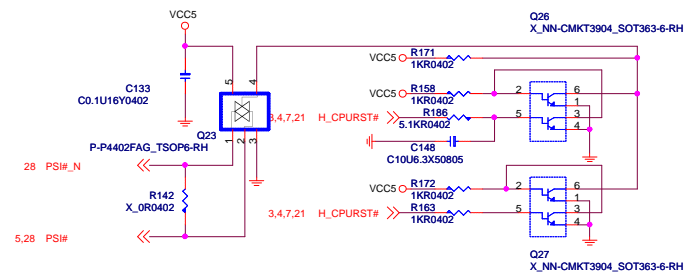 Q26
X_NN-CMKT3904_SOT363-6-RH
VCC5
VCC5
R171
1KR0402
5
4
C133
C0.1U16Y0402
VCC5
R158
1KR0402
2
6
1
3,4,7,21
H_CPURST#
R186
5.1KR0402
5
3
4
Q23
P-P4402FAG_TSOP6-RH
1
2
3
C148
C10U6.3X50805
28
PSI#_N
R142
X_0R0402
VCC5
R172
1KR0402
2
6
1
3,4,7,21
H_CPURST#
R163
1KR0402
5
3
4
5,28
PSI#
Q27
X_NN-CMKT3904_SOT363-6-RH